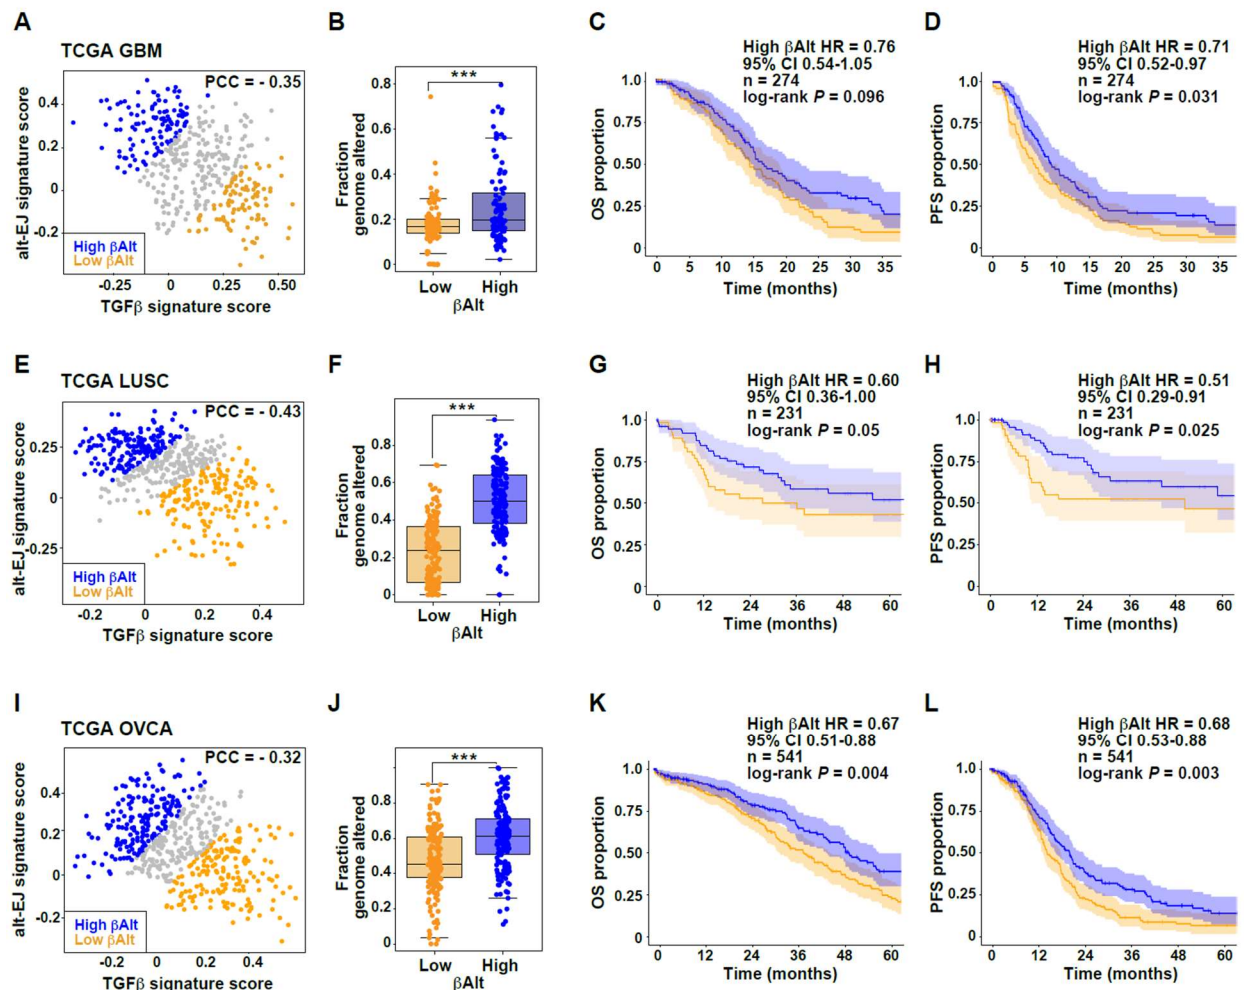 A
TCGA GBM
PCC = - 0.35
alt-EJ signature score
0.4
0.2
0
-0.2
High βAlt
Low βAlt
-0.25
0
0.25
0.50
TGFβ signature score
B
***
Fraction
genome altered
0.8
0.6
0.4
0.2
0
Low
High
βAlt
C
High βAlt HR = 0.76
95% CI 0.54-1.05
n = 274
log-rank P = 0.096
OS proportion
1.0
0.75
0.50
0.25
0
0
5
10
15
20
25
30
35
Time (months)
D
High βAlt HR = 0.71
95% CI 0.52-0.97
n = 274
log-rank P = 0.031
PFS proportion
1.0
0.75
0.50
0.25
0
0
5
10
15
20
25
30
35
Time (months)
E
TCGA LUSC
PCC = - 0.43
alt-EJ signature score
0.25
0
-0.25
High βAlt
Low βAlt
-0.2
0
0.2
0.4
TGFβ signature score
F
***
Fraction
genome altered
0.8
0.6
0.4
0.2
0
Low
High
βAlt
G
High βAlt HR = 0.60
95% CI 0.36-1.00
n = 231
log-rank P = 0.05
OS proportion
1.0
0.75
0.50
0.25
0
0
12
24
36
48
60
Time (months)
H
High βAlt HR = 0.51
95% CI 0.29-0.91
n = 231
log-rank P = 0.025
PFS proportion
1.0
0.75
0.50
0.25
0
0
12
24
36
48
60
Time (months)
I
TCGA OVCA
PCC = - 0.32
alt-EJ signature score
0.4
0.2
0
-0.2
High βAlt
Low βAlt
-0.2
0
0.2
0.4
TGFβ signature score
J
***
Fraction
genome altered
0.8
0.6
0.4
0.2
0
Low
High
βAlt
K
High βAlt HR = 0.67
95% CI 0.51-0.88
n = 541
log-rank P = 0.004
OS proportion
1.0
0.75
0.50
0.25
0
0
12
24
36
48
60
Time (months)
L
High βAlt HR = 0.68
95% CI 0.53-0.88
n = 541
log-rank P = 0.003
PFS proportion
1.0
0.75
0.50
0.25
0
0
12
24
36
48
60
Time (months)